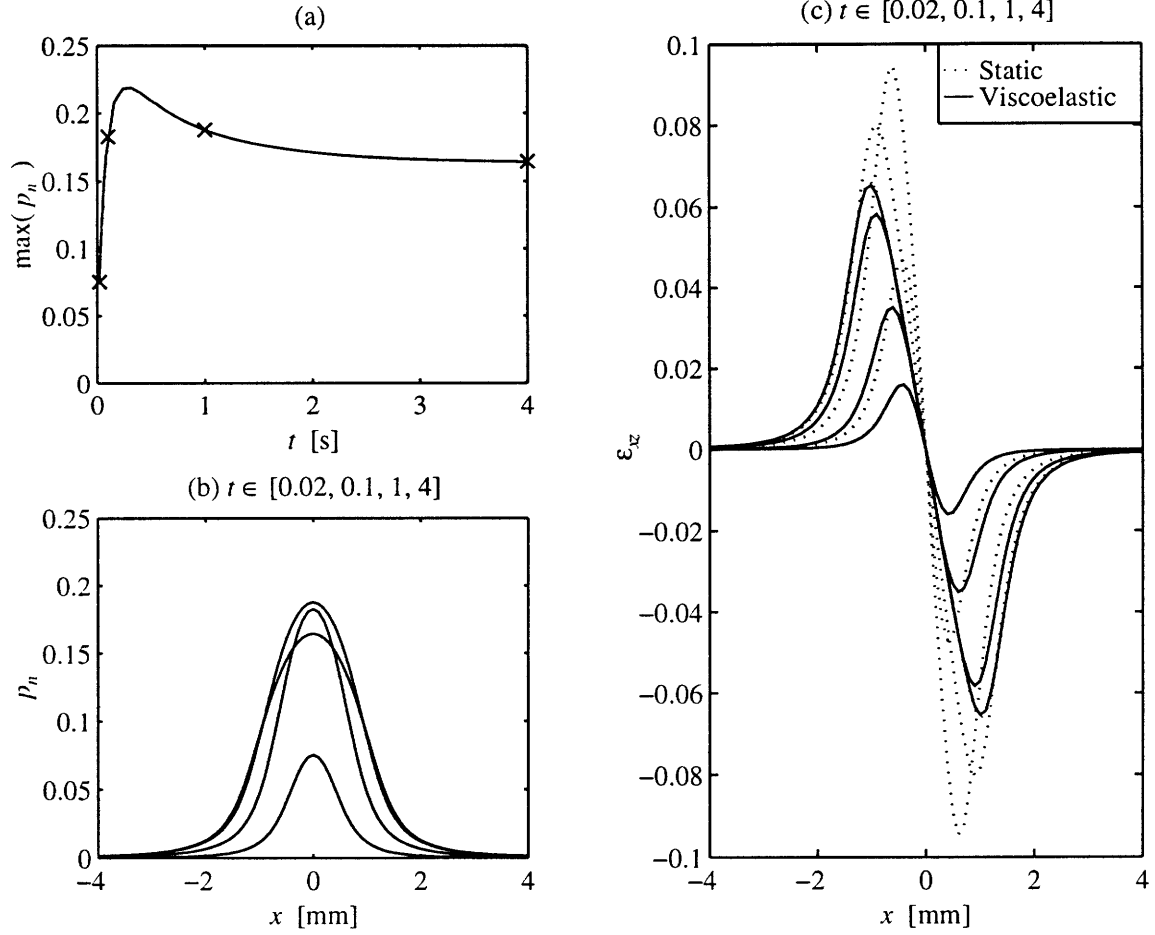 (a)
0.25
0.2
0.15
0.1
0.05
0
max( pₙ )
0 1 2 3 4
t [s]
(b) t ∈ [0.02, 0.1, 1, 4]
0.25
0.2
0.15
0.1
0.05
0
pₙ
−4 −2 0 2 4
x [mm]
(c) t ∈ [0.02, 0.1, 1, 4]
Static
Viscoelastic
0.1
0.08
0.06
0.04
0.02
0
−0.02
−0.04
−0.06
−0.08
−0.1
ε_xz
−4 −2 0 2 4
x [mm]